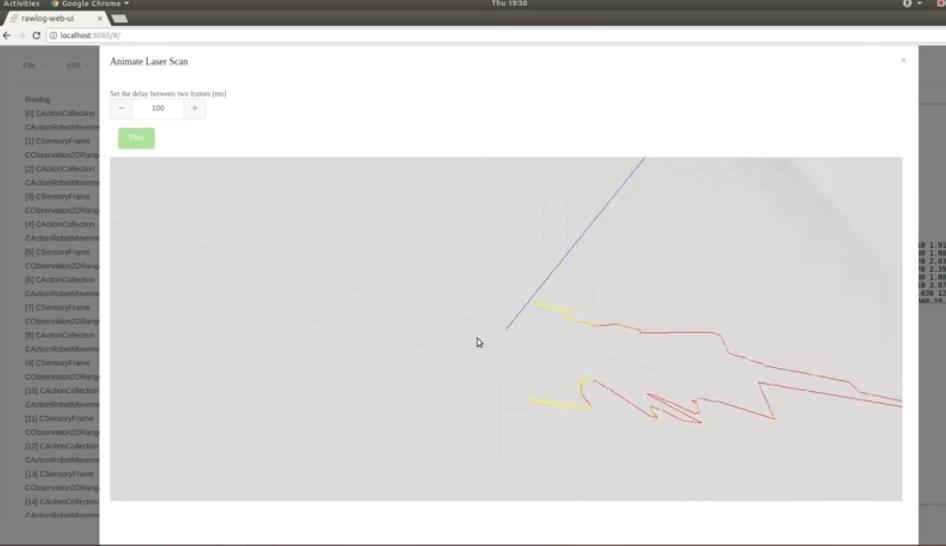 Activities Google Chrome Thu 19:50
rawlog-web-ui ×
localhost:8080/#/
Animate Laser Scan ×
File Edit
Set the delay between two frames (ms)
− 100 +
Play
Rawlog
[0] CActionCollection
CActionRobotMoveme
[1] CSensoryFrame
CObservation2DRang
[2] CActionCollection
CActionRobotMoveme
[3] CSensoryFrame
CObservation2DRang
[4] CActionCollection
CActionRobotMoveme
[5] CSensoryFrame
CObservation2DRang
[6] CActionCollection
CActionRobotMoveme
[7] CSensoryFrame
CObservation2DRang
[8] CActionCollection
CActionRobotMoveme
[9] CSensoryFrame
CObservation2DRang
[10] CActionCollection
CActionRobotMoveme
[11] CSensoryFrame
CObservation2DRang
[12] CActionCollection
CActionRobotMoveme
[13] CSensoryFrame
CObservation2DRang
[14] CActionCollection
CActionRobotMoveme